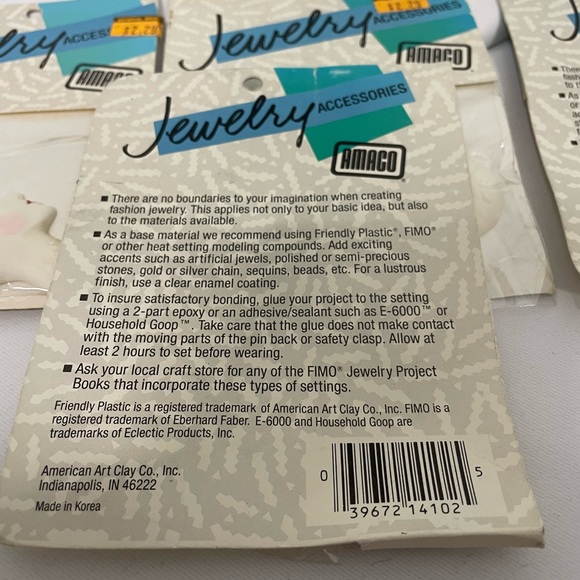 Jewelry ACCESSORIES
$2.29
AMACO
Jewelry ACCESSORIES
$2.29
AMACO
Jewelry ACCESSORIES
AMACO
■ There are no boundaries to your imagination when creating
fashion jewelry. This applies not only to your basic idea, but also
to the materials available.
■ As a base material we recommend using Friendly Plastic®, FIMO®
or other heat setting modeling compounds. Add exciting
accents such as artificial jewels, polished or semi-precious
stones, gold or silver chain, sequins, beads, etc. For a lustrous
finish, use a clear enamel coating.
■ To insure satisfactory bonding, glue your project to the setting
using a 2-part epoxy or an adhesive/sealant such as E-6000™ or
Household Goop™. Take care that the glue does not make contact
with the moving parts of the pin back or safety clasp. Allow at
least 2 hours to set before wearing.
■ Ask your local craft store for any of the FIMO® Jewelry Project
Books that incorporate these types of settings.
Friendly Plastic is a registered trademark of American Art Clay Co., Inc. FIMO is a
registered trademark of Eberhard Faber. E-6000 and Household Goop are
trademarks of Eclectic Products, Inc.
American Art Clay Co., Inc.
Indianapolis, IN 46222
Made in Korea
0 39672 14102 5